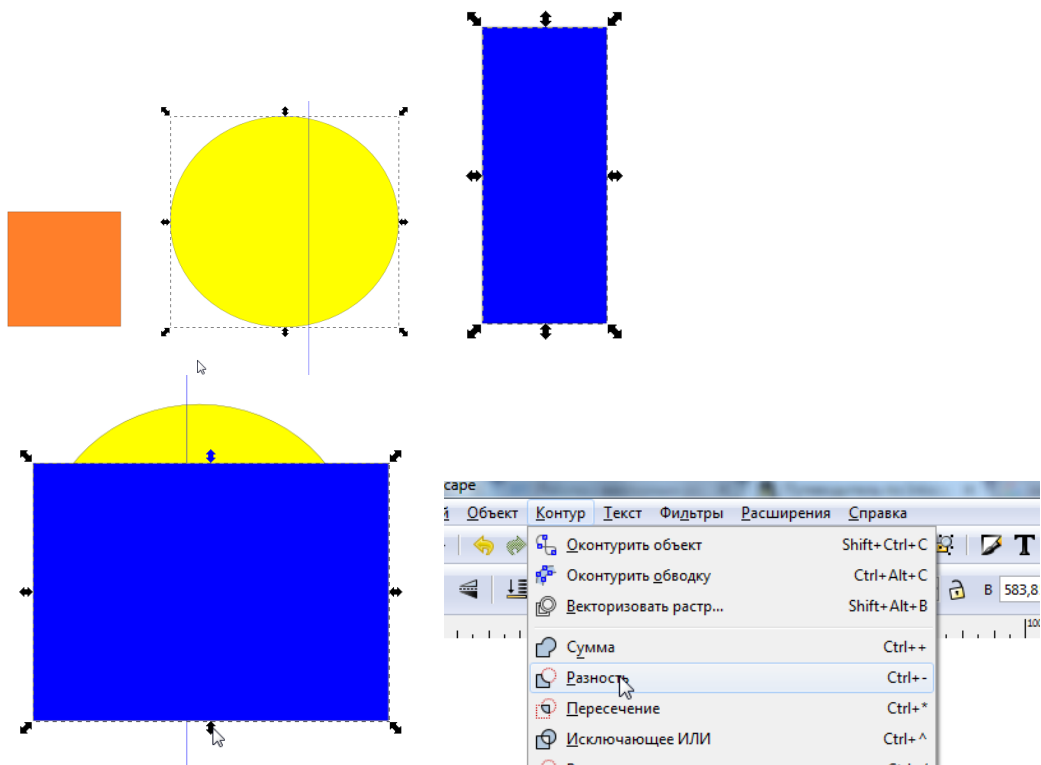 cape
й Объект Контур Текст Фильтры Расширения Справка
Оконтурить объект Shift+Ctrl+C
Оконтурить обводку Ctrl+Alt+C
В 583,8
Векторизовать растр... Shift+Alt+B
100
Сумма Ctrl++
Разность Ctrl+-
Пересечение Ctrl+*
Исключающее ИЛИ Ctrl+^